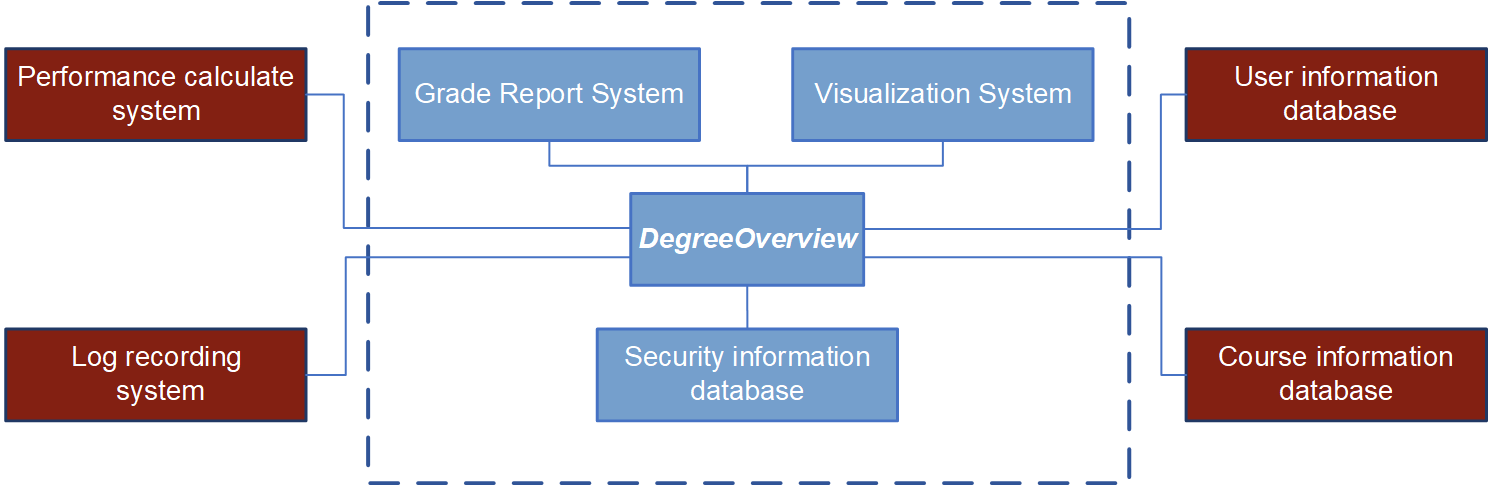 Performance calculate
system
Grade Report System
Visualization System
User information
database
DegreeOverview
Log recording
system
Security information
database
Course information
database